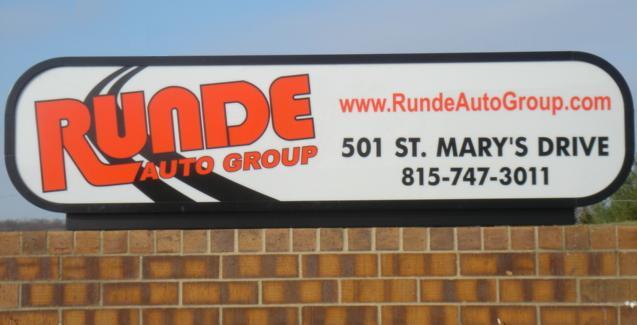 RUNDE
AUTO GROUP
www.RundeAutoGroup.com
501 ST. MARY'S DRIVE
815-747-3011